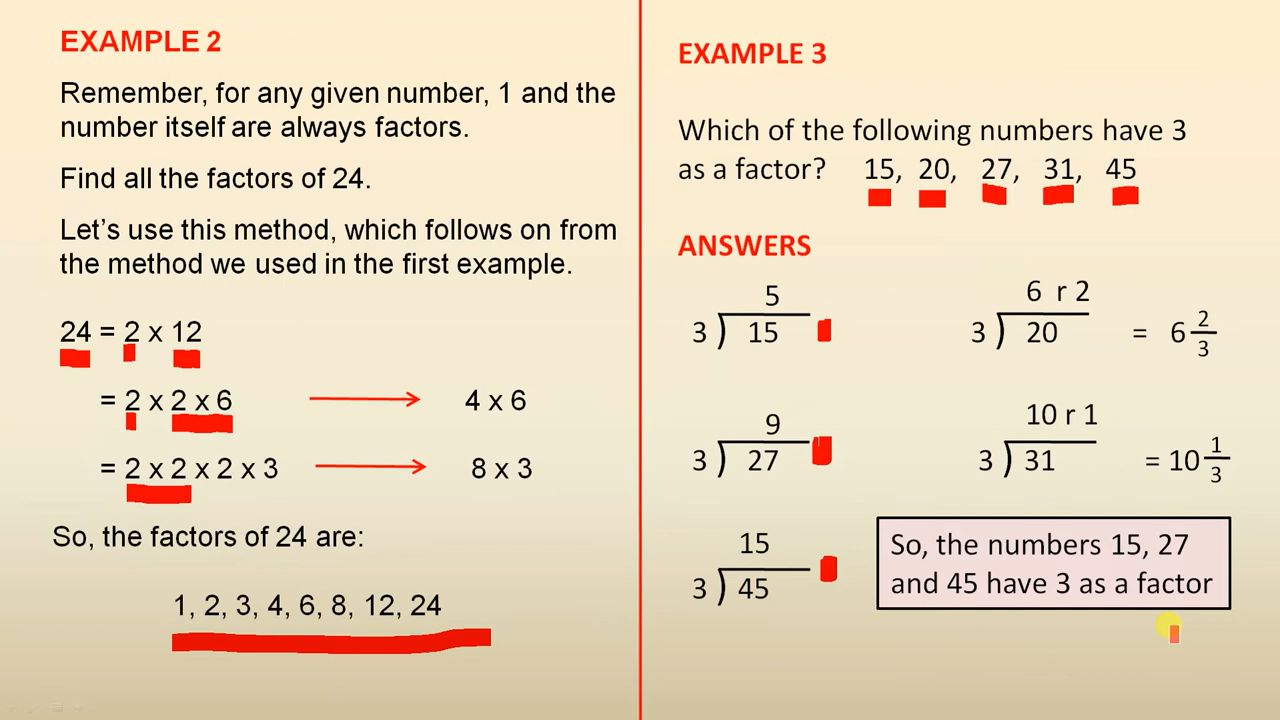 EXAMPLE 2
Remember, for any given number, 1 and the
number itself are always factors.
Find all the factors of 24.
Let's use this method, which follows on from
the method we used in the first example.
24 = 2 x 12
= 2 x 2 x 6 → 4 x 6
= 2 x 2 x 2 x 3 → 8 x 3
So, the factors of 24 are:
1, 2, 3, 4, 6, 8, 12, 24
EXAMPLE 3
Which of the following numbers have 3
as a factor? 15, 20, 27, 31, 45
ANSWERS
5
3 ) 15
6 r 2
3 ) 20 = 6 2/3
9
3 ) 27
10 r 1
3 ) 31 = 10 1/3
15
3 ) 45
So, the numbers 15, 27
and 45 have 3 as a factor